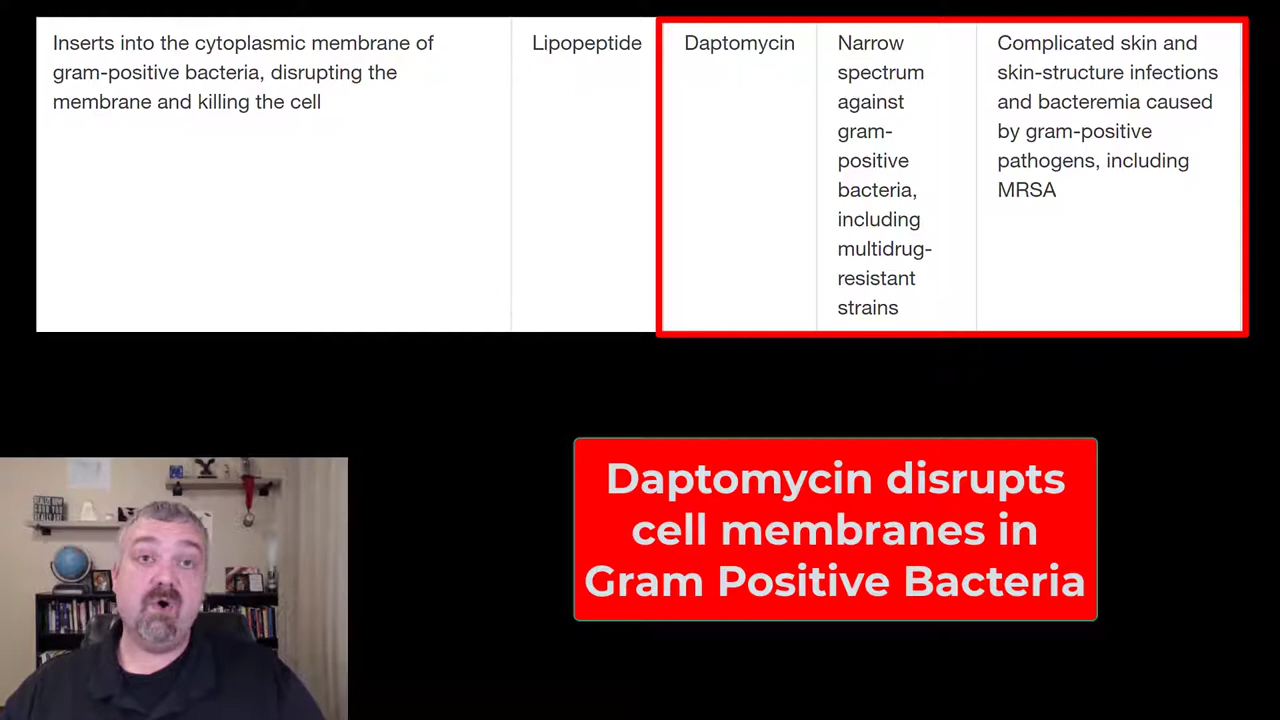 Inserts into the cytoplasmic membrane of
gram-positive bacteria, disrupting the
membrane and killing the cell
Lipopeptide
Daptomycin
Narrow
spectrum
against
gram-
positive
bacteria,
including
multidrug-
resistant
strains
Complicated skin and
skin-structure infections
and bacteremia caused
by gram-positive
pathogens, including
MRSA
Daptomycin disrupts
cell membranes in
Gram Positive Bacteria